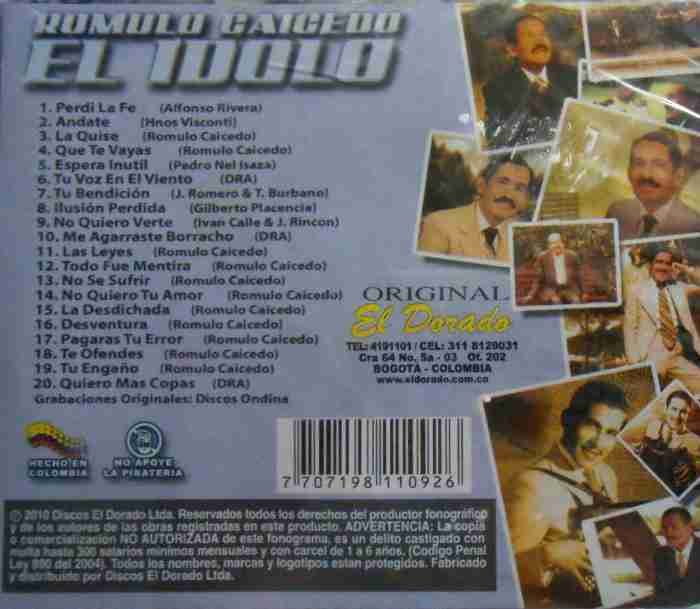 ROMULO CAICEDO
EL IDOLO
1. Perdi La Fe (Alfonso Rivera)
2. Andate (Hnos Visconti)
3. La Quise (Romulo Caicedo)
4. Que Te Vayas (Romulo Caicedo)
5. Espera Inutil (Pedro Nel Isaza)
6. Tu Voz En El Viento (DRA)
7. Tu Bendición (J. Romero & T. Burbano)
8. Ilusión Perdida (Gilberto Placencia)
9. No Quiero Verte (Ivan Calle & J. Rincon)
10. Me Agarraste Borracho (DRA)
11. Las Leyes (Romulo Caicedo)
12. Todo Fue Mentira (Romulo Caicedo)
13. No Se Sufrir (Romulo Caicedo)
14. No Quiero Tu Amor (Romulo Caicedo)
15. La Desdichada (Romulo Caicedo)
16. Desventura (Romulo Caicedo)
17. Pagaras Tu Error (Romulo Caicedo)
18. Te Ofendes (Romulo Caicedo)
19. Tu Engaño (Romulo Caicedo)
20. Quiero Mas Copas (DRA)
Grabaciones Originales: Discos Ondina
ORIGINAL
El Dorado
TEL: 4191101 / CEL: 311 8129031
Cra 64 No. 5a - 03 Of. 202
BOGOTA - COLOMBIA
www.eldorado.com.co
HECHO EN
COLOMBIA
NO APOYE
LA PIRATERIA
7 707198 110926
© 2010 Discos El Dorado Ltda. Reservados todos los derechos del productor fonográfico
y de los autores de las obras registradas en este producto. ADVERTENCIA: La copia
o comercialización NO AUTORIZADA de este fonograma, es un delito castigado con
multa hasta 300 salarios minimos mensuales y con carcel de 1 a 6 años. (Codigo Penal
Ley 890 del 2004). Todos los nombres, marcas y logotipos estan protegidos. Fabricado
y distribuido por Discos El Dorado Ltda.